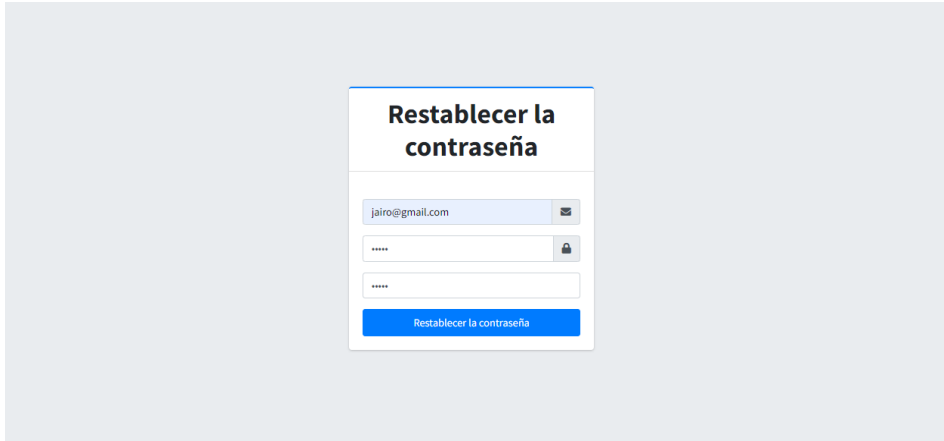 Restablecer la
contraseña
jairo@gmail.com
•••••
•••••
Restablecer la contraseña